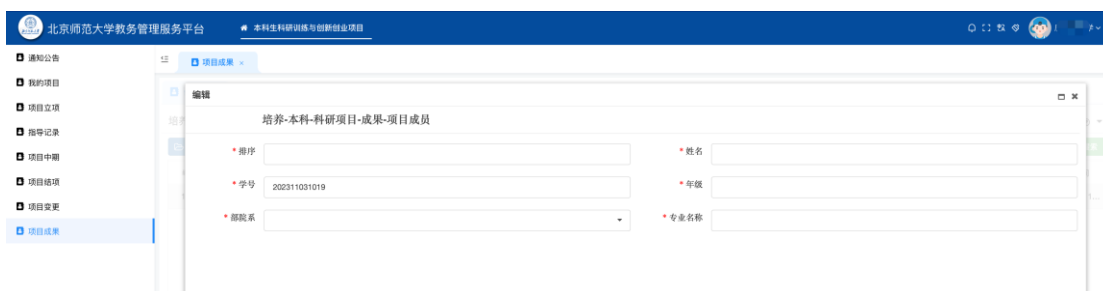 北京师范大学教务管理服务平台
本科生科研训练与创新创业项目
通知公告
项目成果 ×
我的项目
编辑
项目立项
培养-本科-科研项目-成果-项目成员
指导记录
* 排序
* 姓名
项目中期
项目结项
* 学号 202311031019
* 年级
项目变更
* 部院系
* 专业名称
项目成果